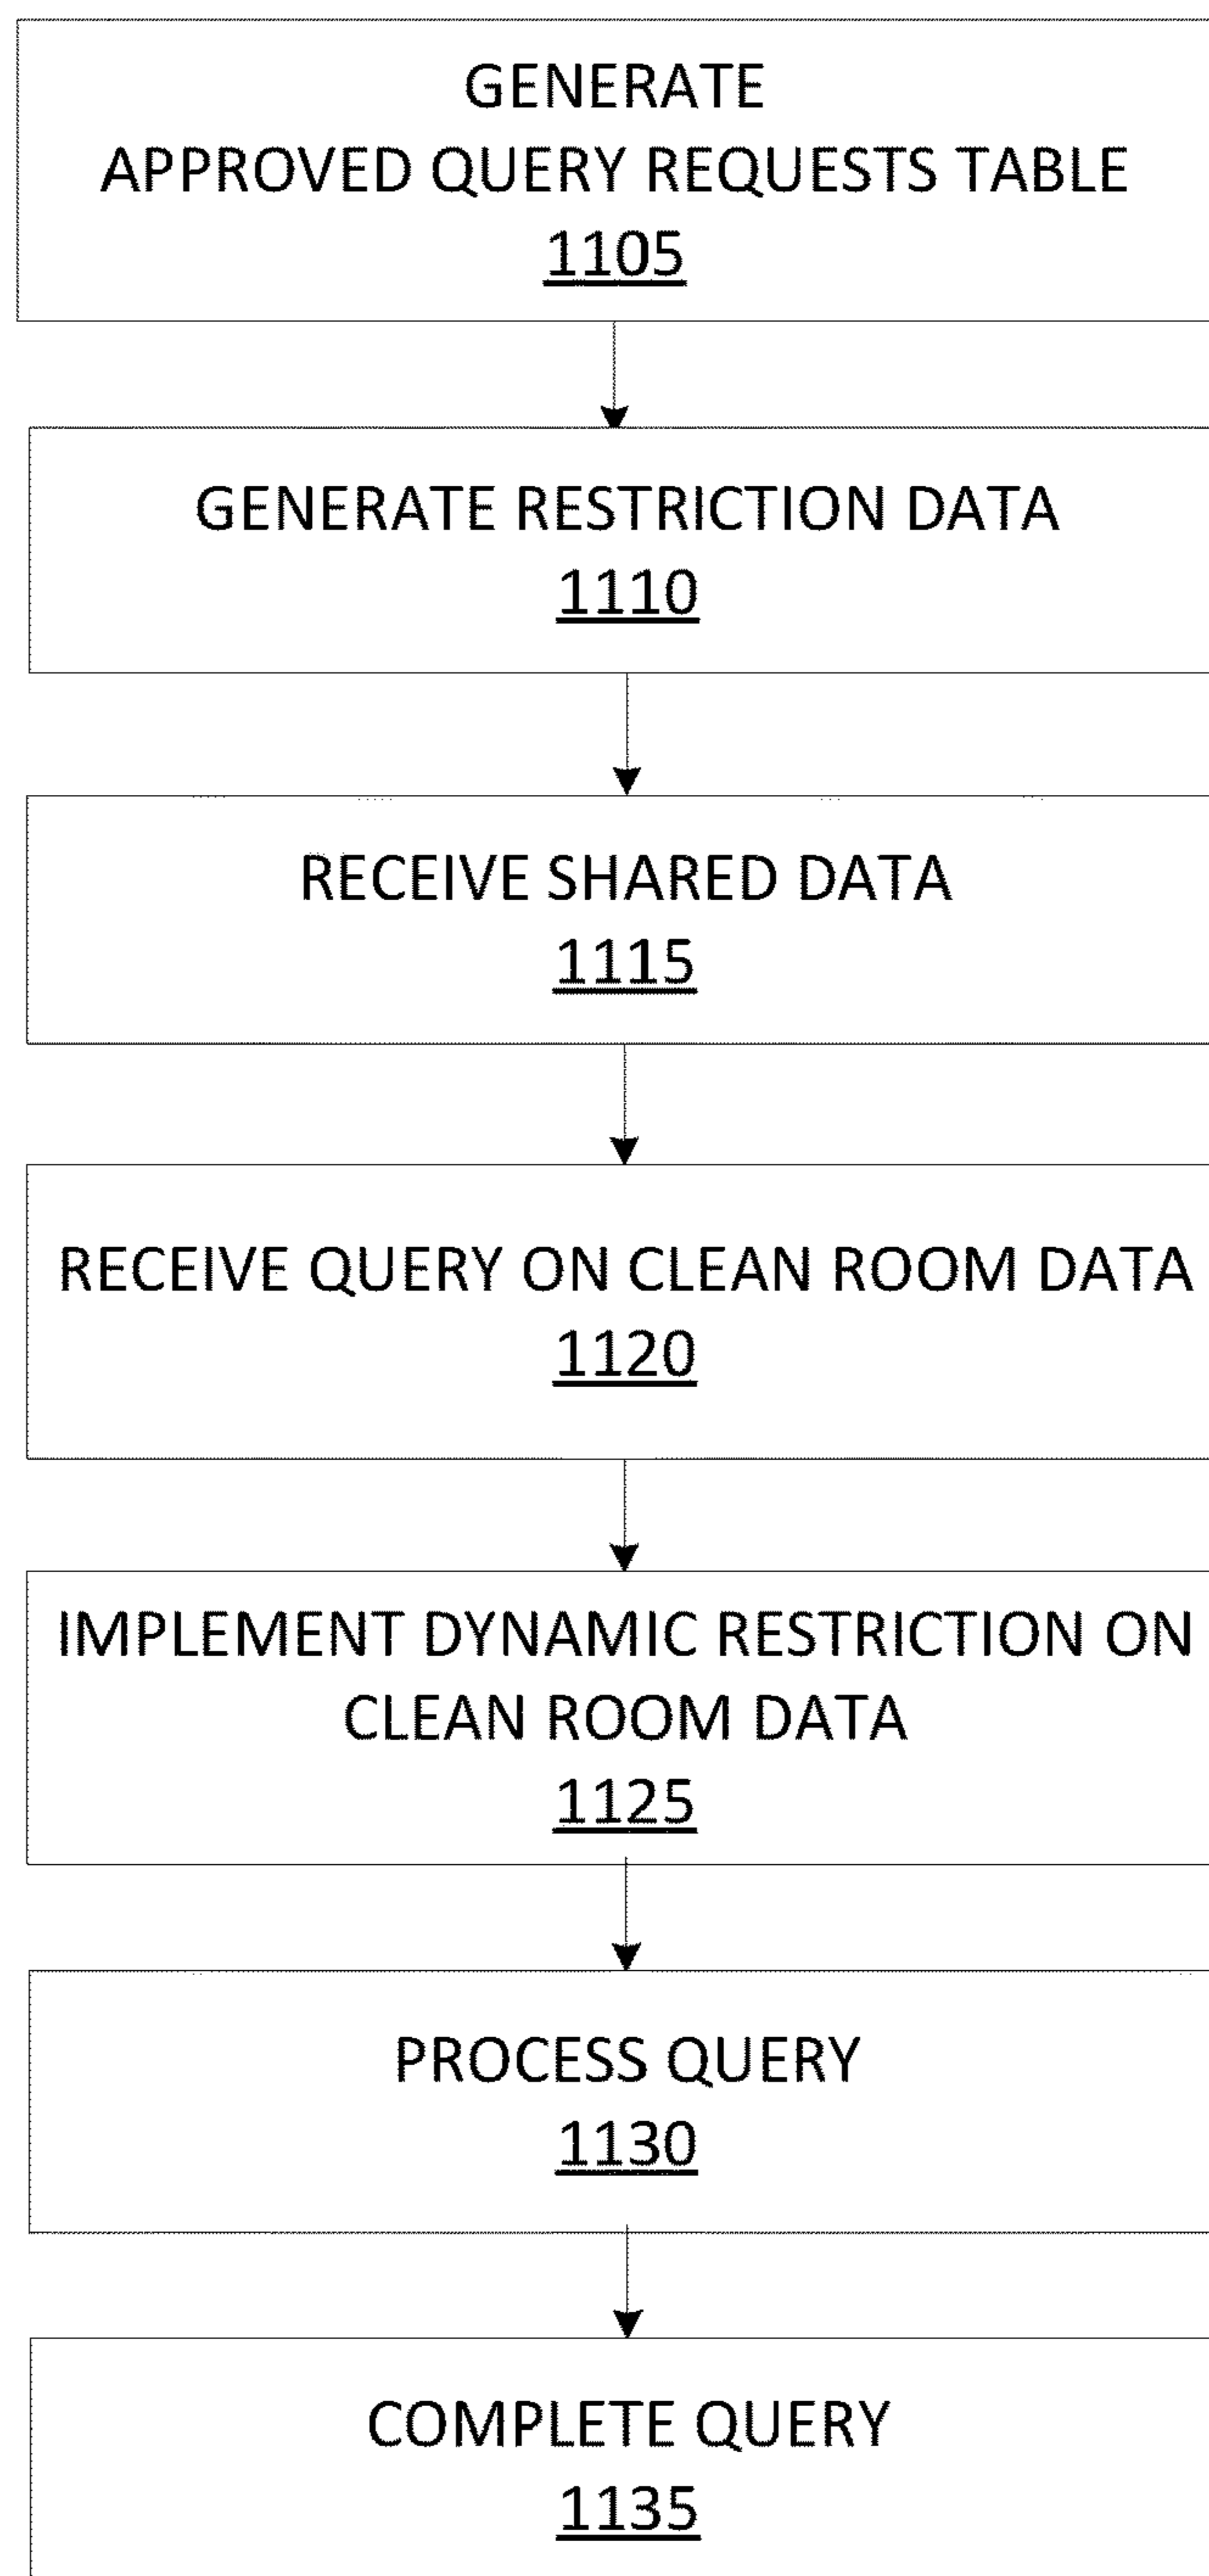 GENERATE
APPROVED QUERY REQUESTS TABLE
1105
GENERATE RESTRICTION DATA
1110
RECEIVE SHARED DATA
1115
RECEIVE QUERY ON CLEAN ROOM DATA
1120
IMPLEMENT DYNAMIC RESTRICTION ON
CLEAN ROOM DATA
1125
PROCESS QUERY
1130
COMPLETE QUERY
1135